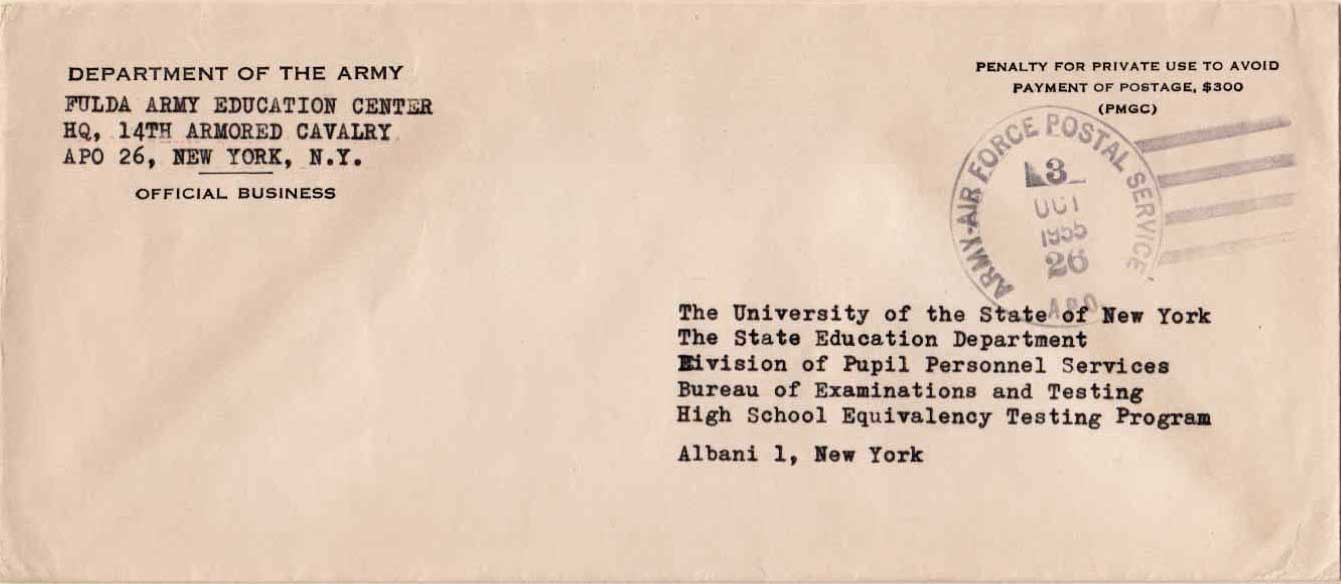 DEPARTMENT OF THE ARMY
FULDA ARMY EDUCATION CENTER
HQ, 14TH ARMORED CAVALRY
APO 26, NEW YORK, N.Y.
OFFICIAL BUSINESS
PENALTY FOR PRIVATE USE TO AVOID
PAYMENT OF POSTAGE, $300
(PMGC)
ARMY-AIR FORCE POSTAL SERVICE
3
OCT
1955
26
APO
The University of the State of New York
The State Education Department
Division of Pupil Personnel Services
Bureau of Examinations and Testing
High School Equivalency Testing Program
Albani 1, New York